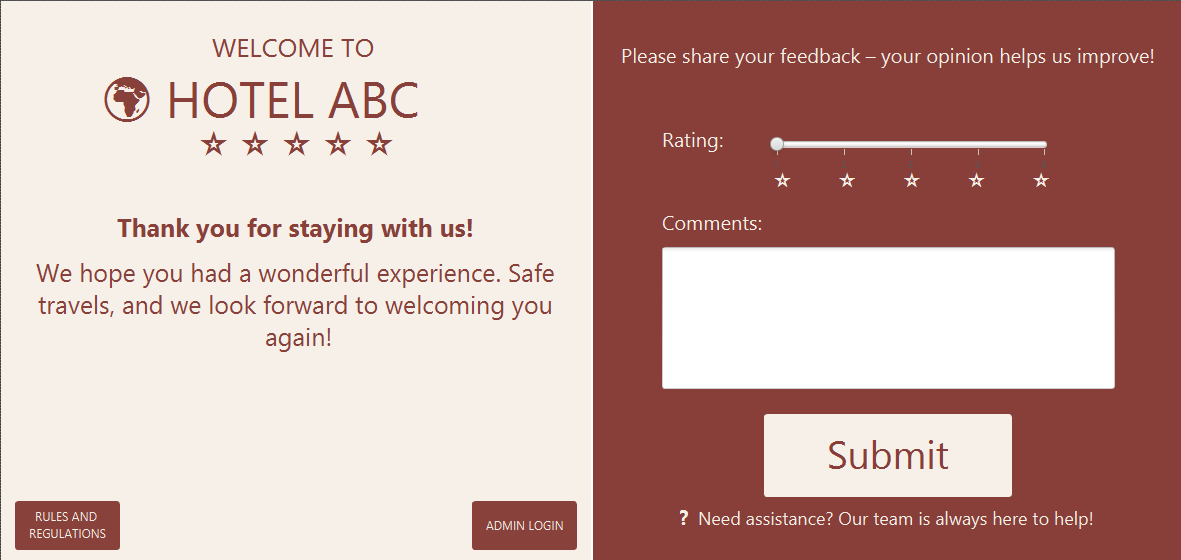 WELCOME TO
HOTEL ABC
Thank you for staying with us!
We hope you had a wonderful experience. Safe
travels, and we look forward to welcoming you
again!
RULES AND
REGULATIONS
ADMIN LOGIN
Please share your feedback – your opinion helps us improve!
Rating:
Comments:
Submit
? Need assistance? Our team is always here to help!